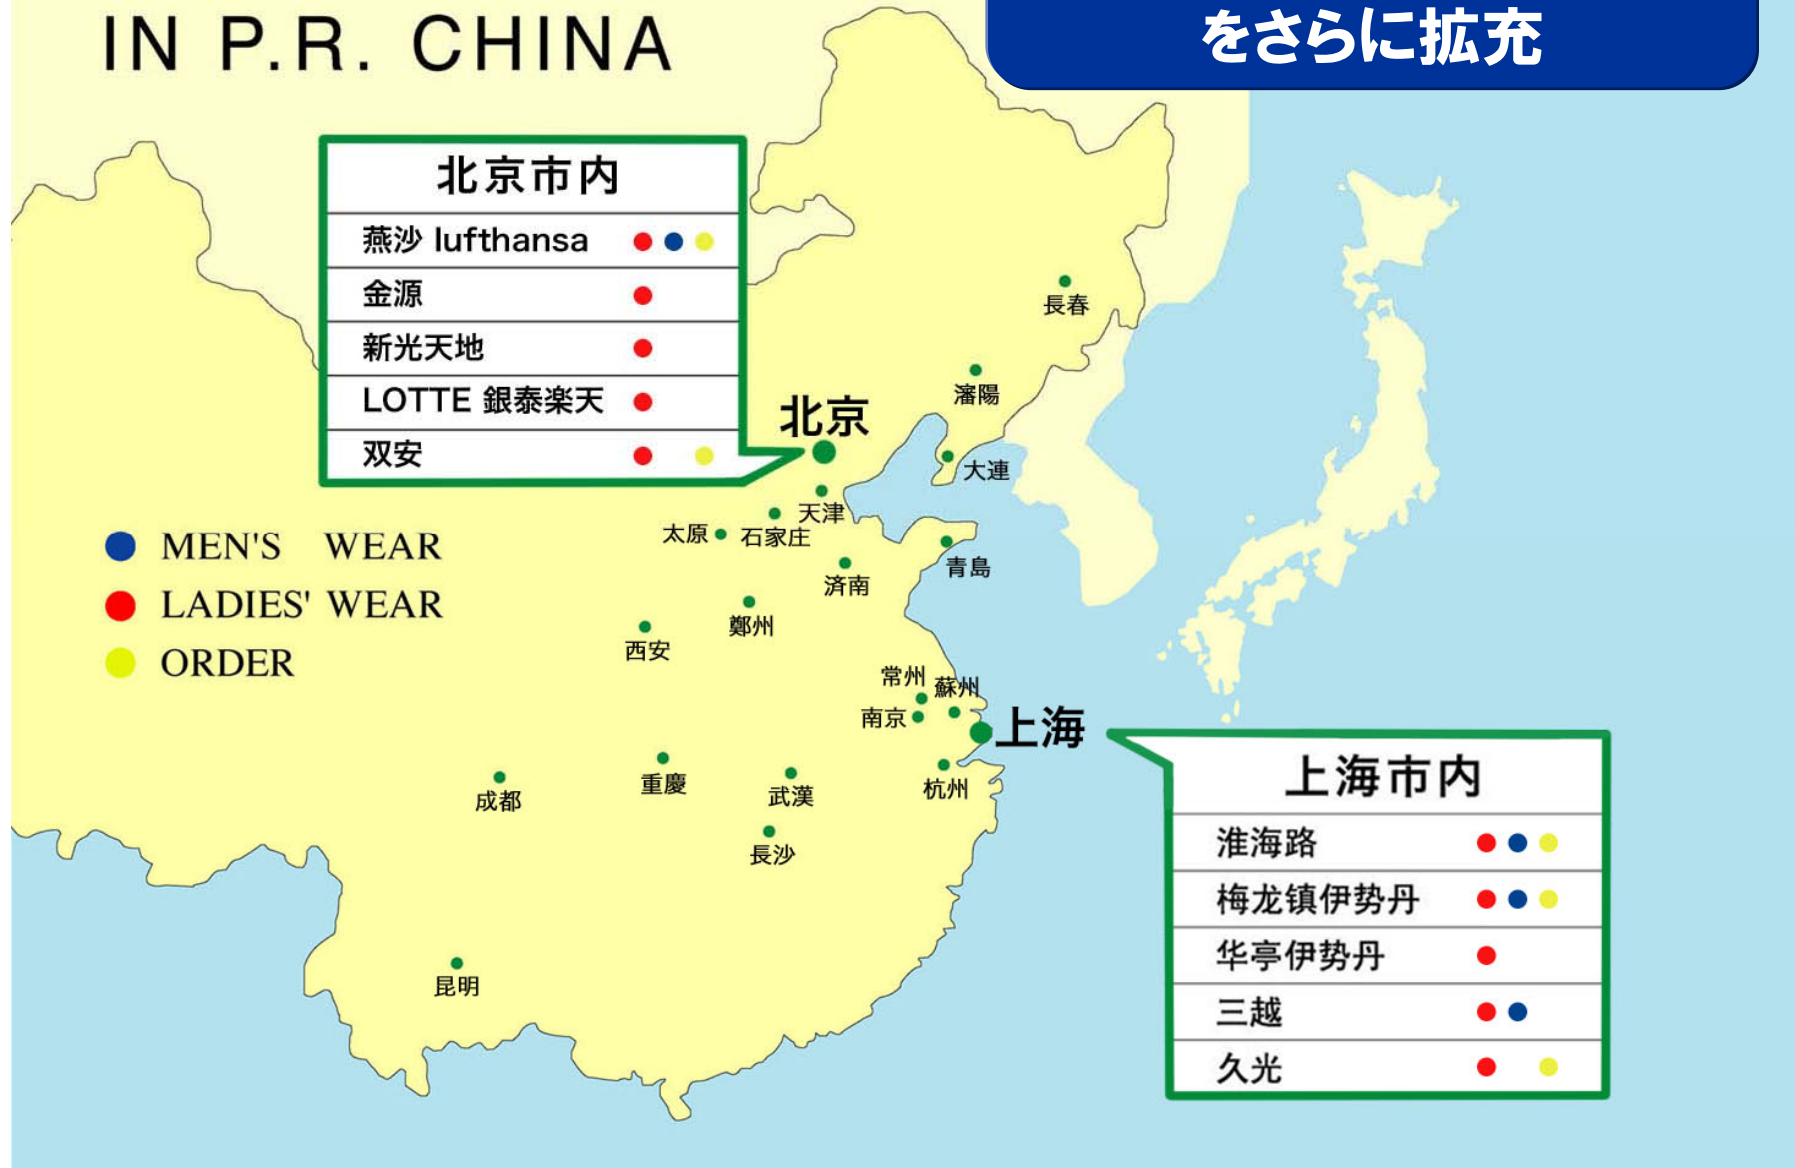 IN P.R. CHINA
をさらに拡充
北京市内
燕沙 lufthansa
金源
新光天地
LOTTE 銀泰楽天
双安
長春
瀋陽
北京
大連
天津
太原
石家庄
青島
済南
鄭州
西安
MEN'S WEAR
LADIES' WEAR
ORDER
常州
蘇州
南京
上海
杭州
重慶
成都
武漢
長沙
昆明
上海市内
淮海路
梅龙镇伊势丹
华亭伊势丹
三越
久光